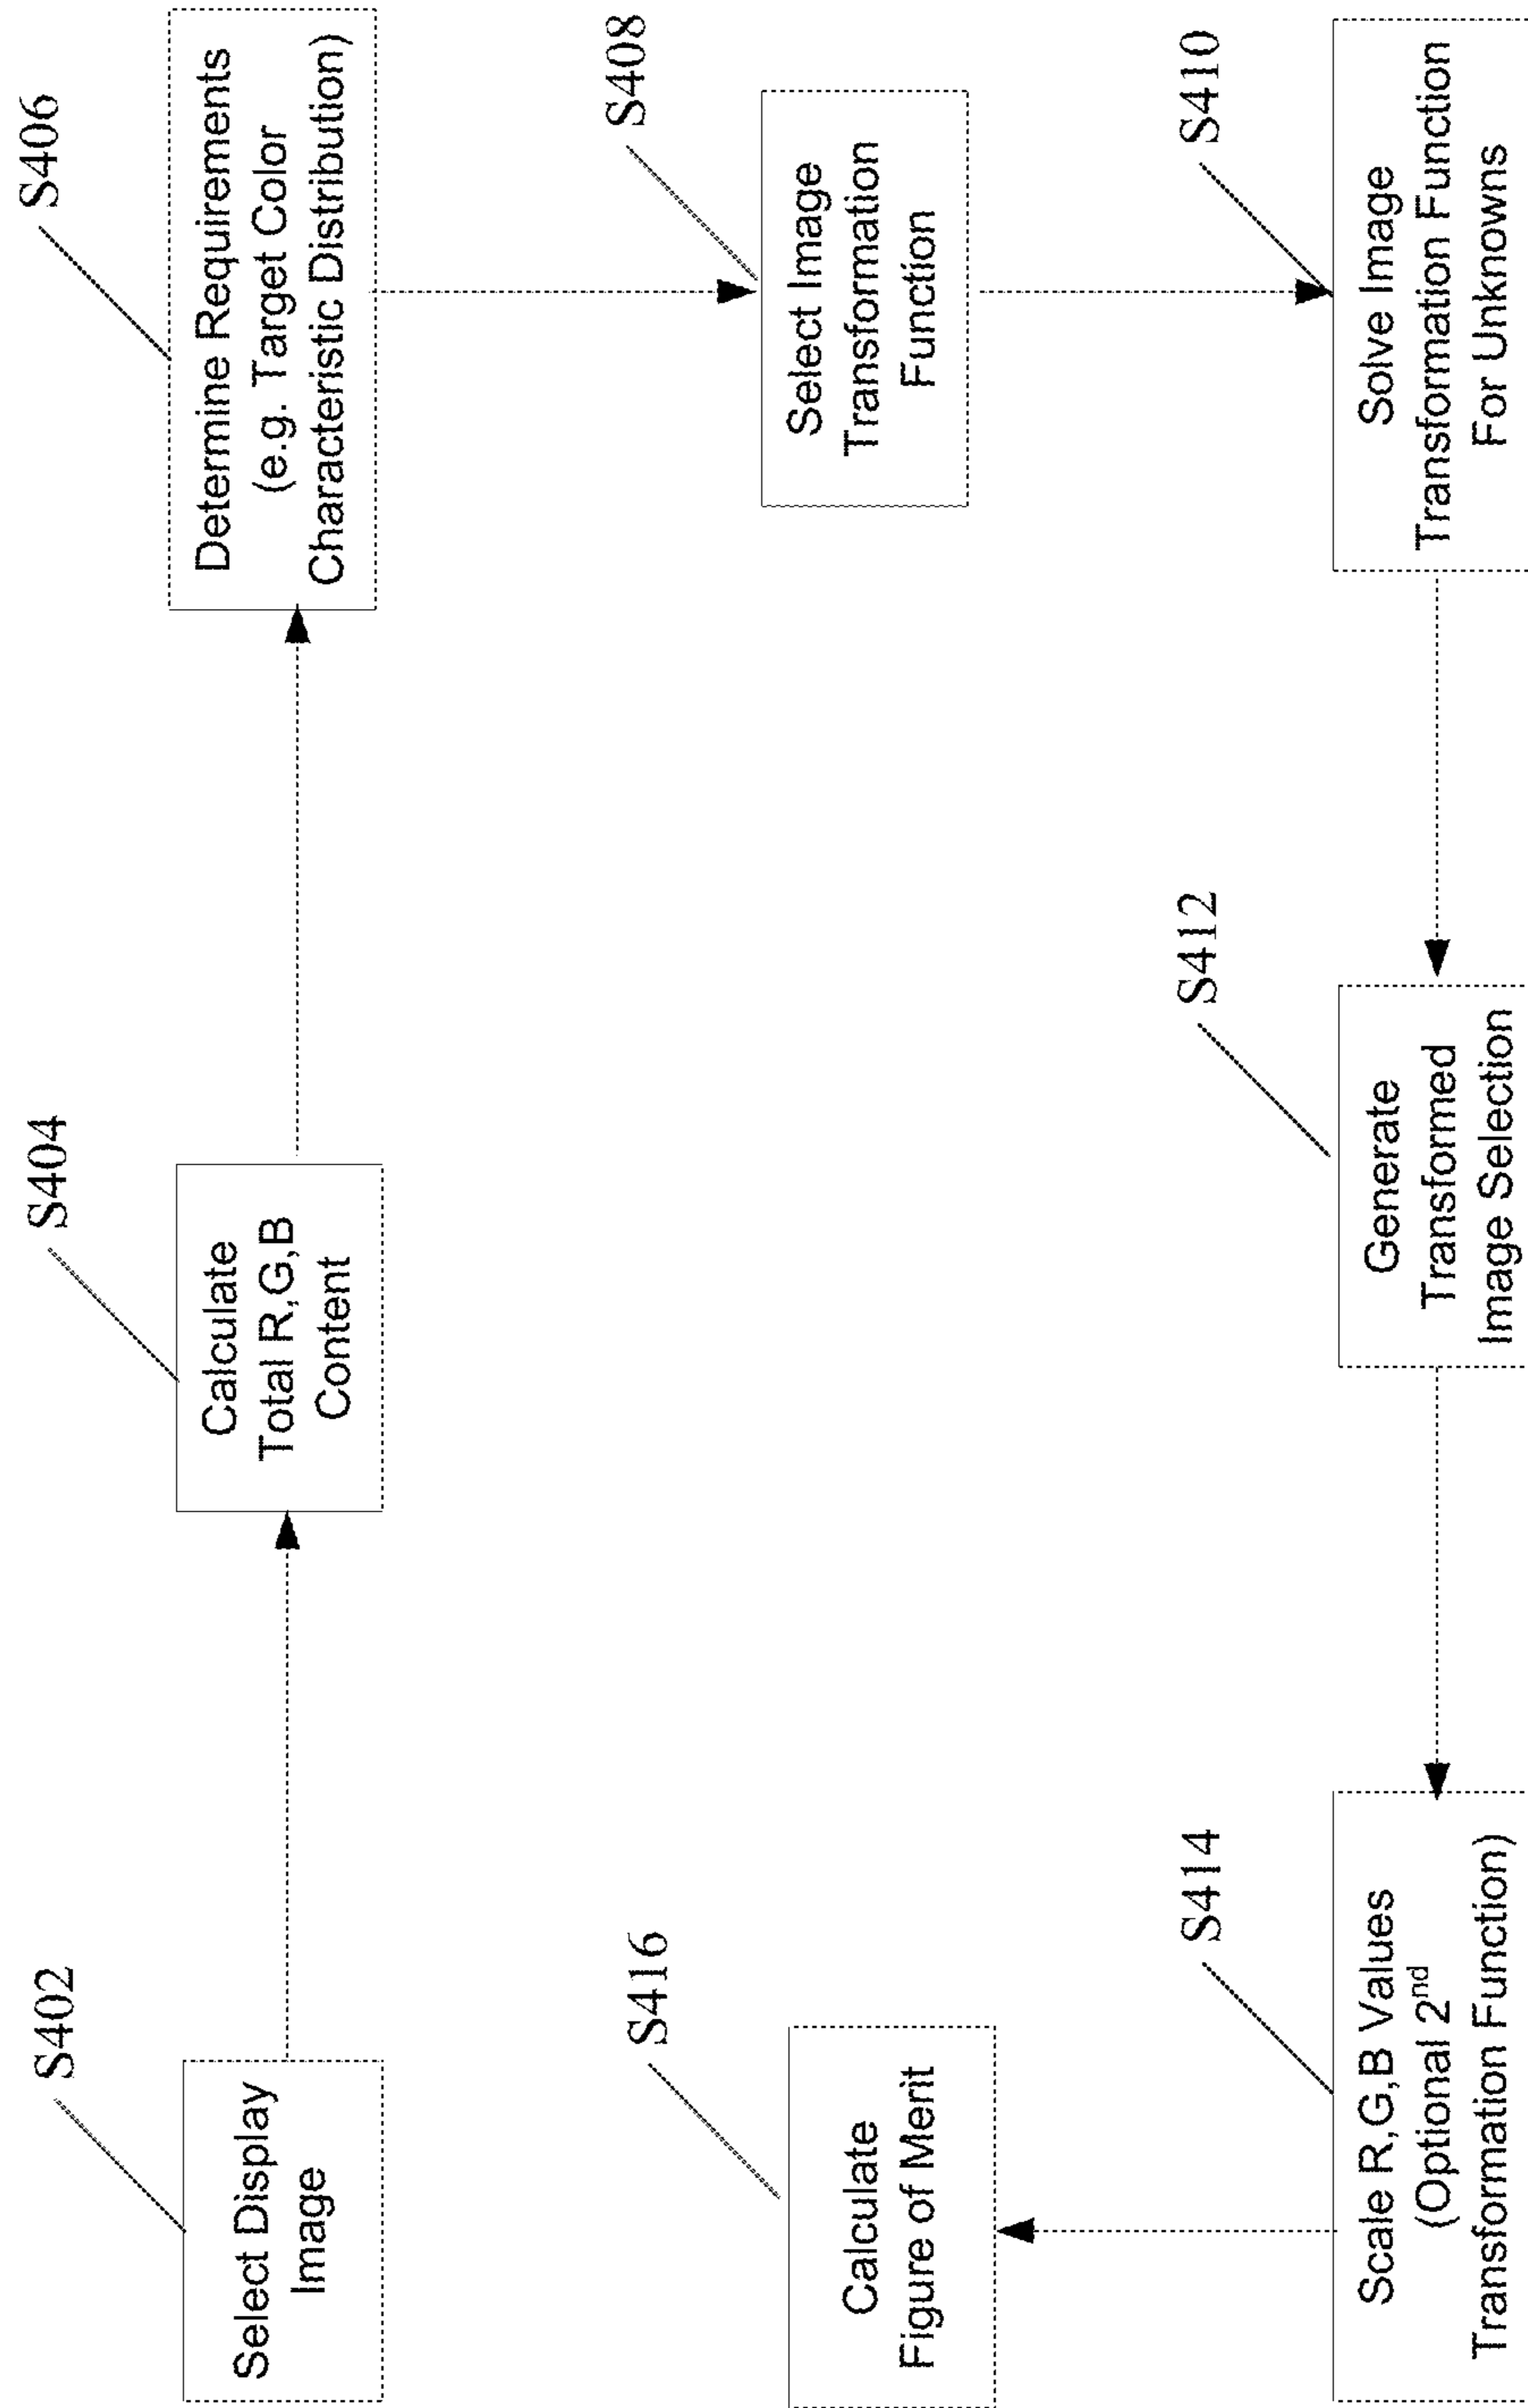 S402
Select Display
Image
S404
Calculate
Total R,G,B
Content
S406
Determine Requirements
(e.g. Target Color
Characteristic Distribution)
S408
Select Image
Transformation
Function
S410
Solve Image
Transformation Function
For Unknowns
S412
Generate
Transformed
Image Selection
S414
Scale R,G,B Values
(Optional 2nd
Transformation Function)
S416
Calculate
Figure of Merit